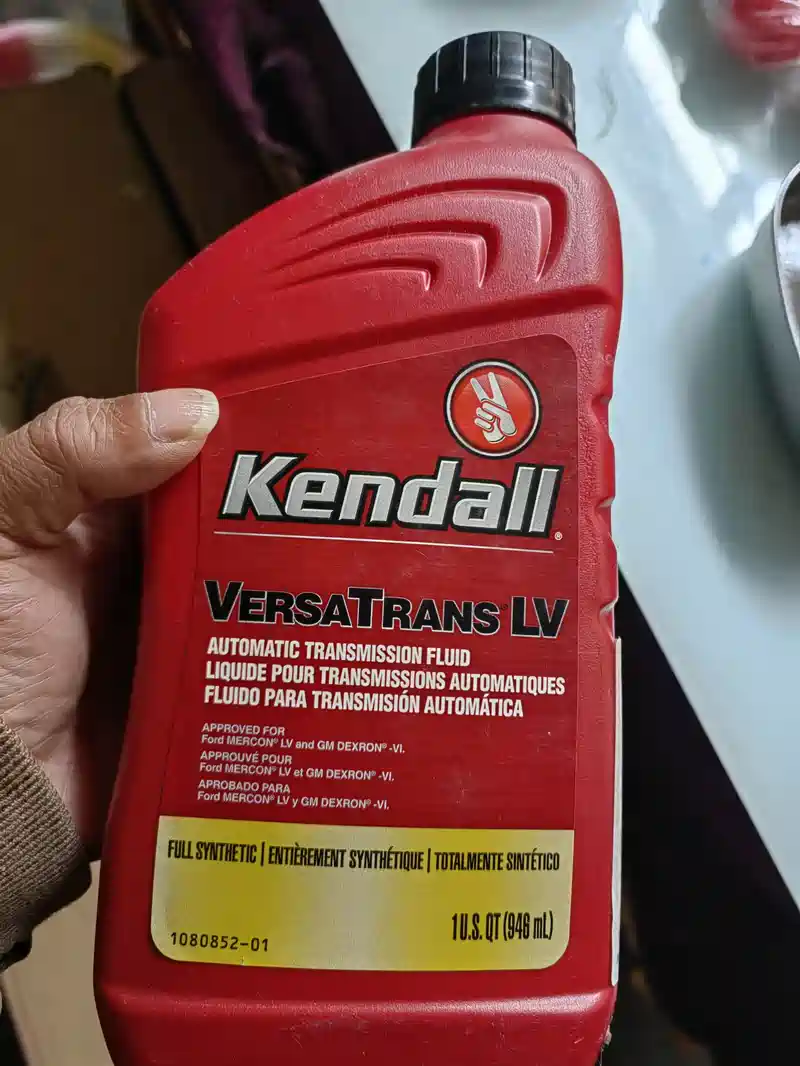 Kendall®
VERSATRANS® LV
AUTOMATIC TRANSMISSION FLUID
LIQUIDE POUR TRANSMISSIONS AUTOMATIQUES
FLUIDO PARA TRANSMISIÓN AUTOMÁTICA
APPROVED FOR
Ford MERCON® LV and GM DEXRON®-VI.
APPROUVÉ POUR
Ford MERCON® LV et GM DEXRON®-VI.
APROBADO PARA
Ford MERCON® LV y GM DEXRON®-VI.
FULL SYNTHETIC | ENTIÈREMENT SYNTHÉTIQUE | TOTALMENTE SINTÉTICO
1 U.S. QT (946 mL)
1080852-01